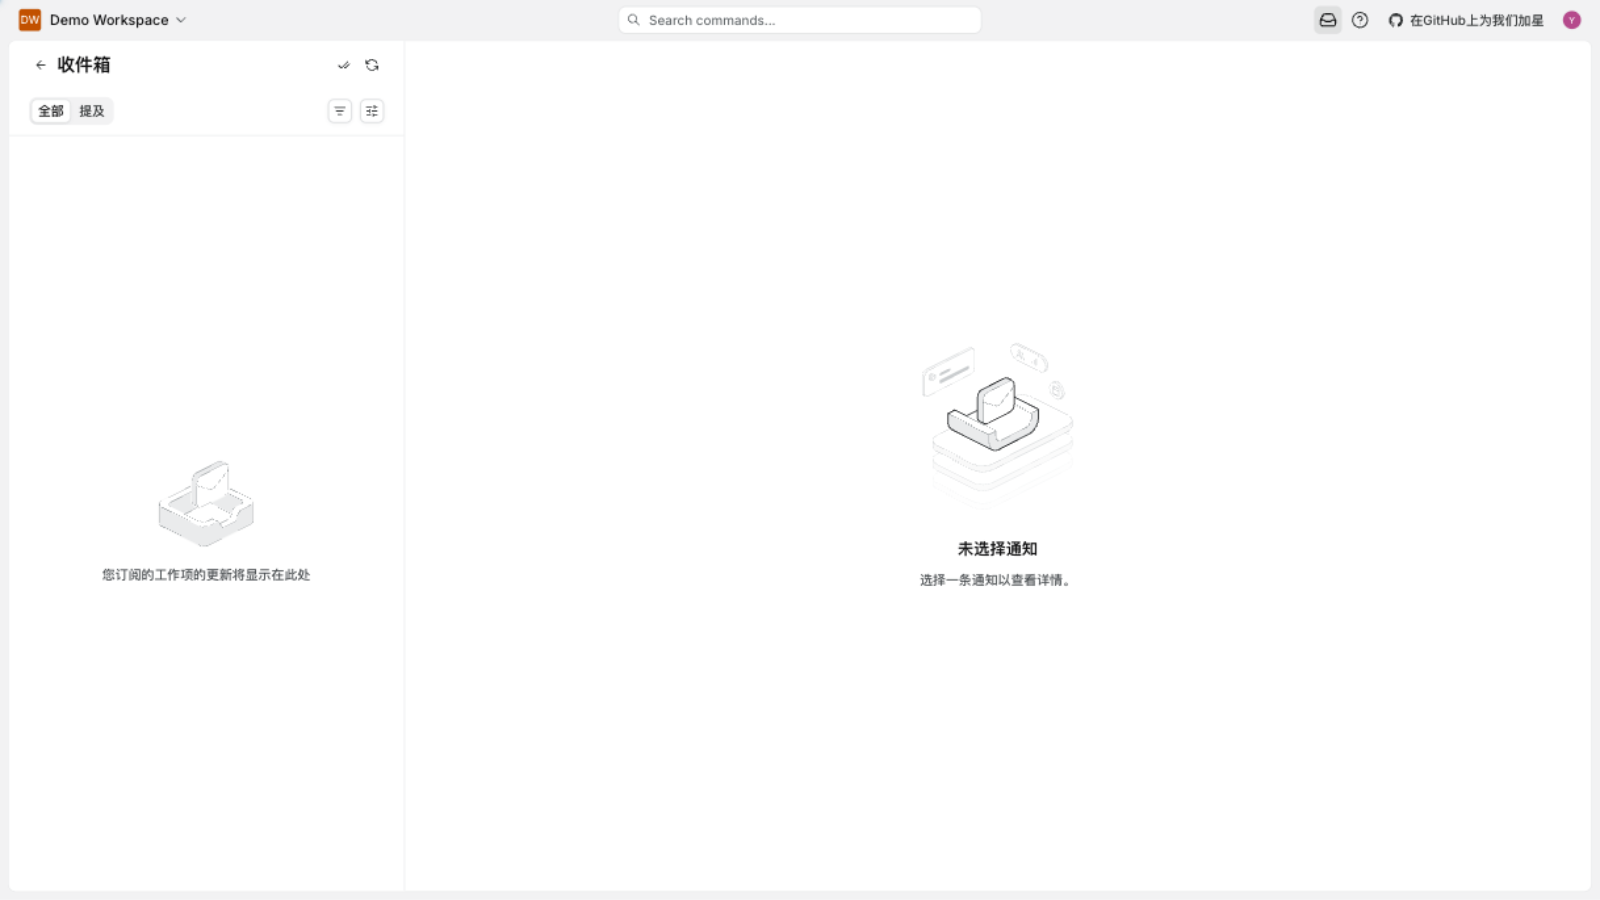 DW Demo Workspace
Search commands...
在GitHub上为我们加星
Y
收件箱
全部 提及
您订阅的工作项的更新将显示在此处
未选择通知
选择一条通知以查看详情。